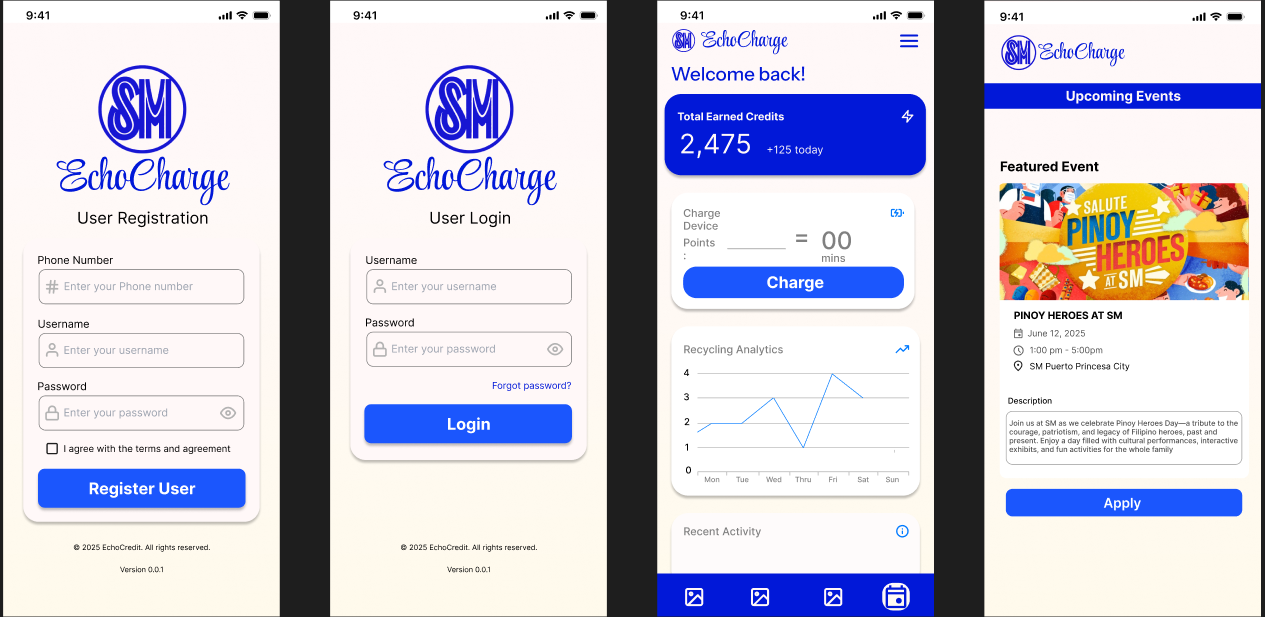 9:41
SM
EchoCharge
User Registration
Phone Number
# Enter your Phone number
Username
Enter your username
Password
Enter your password
I agree with the terms and agreement
Register User
© 2025 EchoCredit. All rights reserved.
Version 0.0.1
9:41
SM
EchoCharge
User Login
Username
Enter your username
Password
Enter your password
Forgot password?
Login
© 2025 EchoCredit. All rights reserved.
Version 0.0.1
9:41
SM EchoCharge
Welcome back!
Total Earned Credits
2,475 +125 today
Charge
Device
Points ________ = 00
: mins
Charge
Recycling Analytics
4
3
2
1
0
Mon Tue Wed Thru Fri Sat Sun
Recent Activity
9:41
SM EchoCharge
Upcoming Events
Featured Event
SALUTE
PINOY
HEROES
AT SM
PINOY HEROES AT SM
June 12, 2025
1:00 pm - 5:00pm
SM Puerto Princesa City
Description
Join us at SM as we celebrate Pinoy Heroes Day—a tribute to the
courage, patriotism, and legacy of Filipino heroes, past and
present. Enjoy a day filled with cultural performances, interactive
exhibits, and fun activities for the whole family
Apply